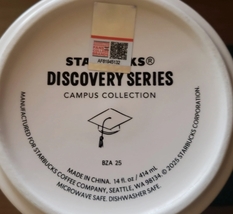 AF81940132
STARBUCKS®
DISCOVERY SERIES
CAMPUS COLLECTION
BZA 25
MADE IN CHINA. 14 fl. oz / 414 mL
MANUFACTURED FOR STARBUCKS COFFEE COMPANY, SEATTLE, WA 98134 © 2025 STARBUCKS CORPORATION.
MICROWAVE SAFE. DISHWASHER SAFE.